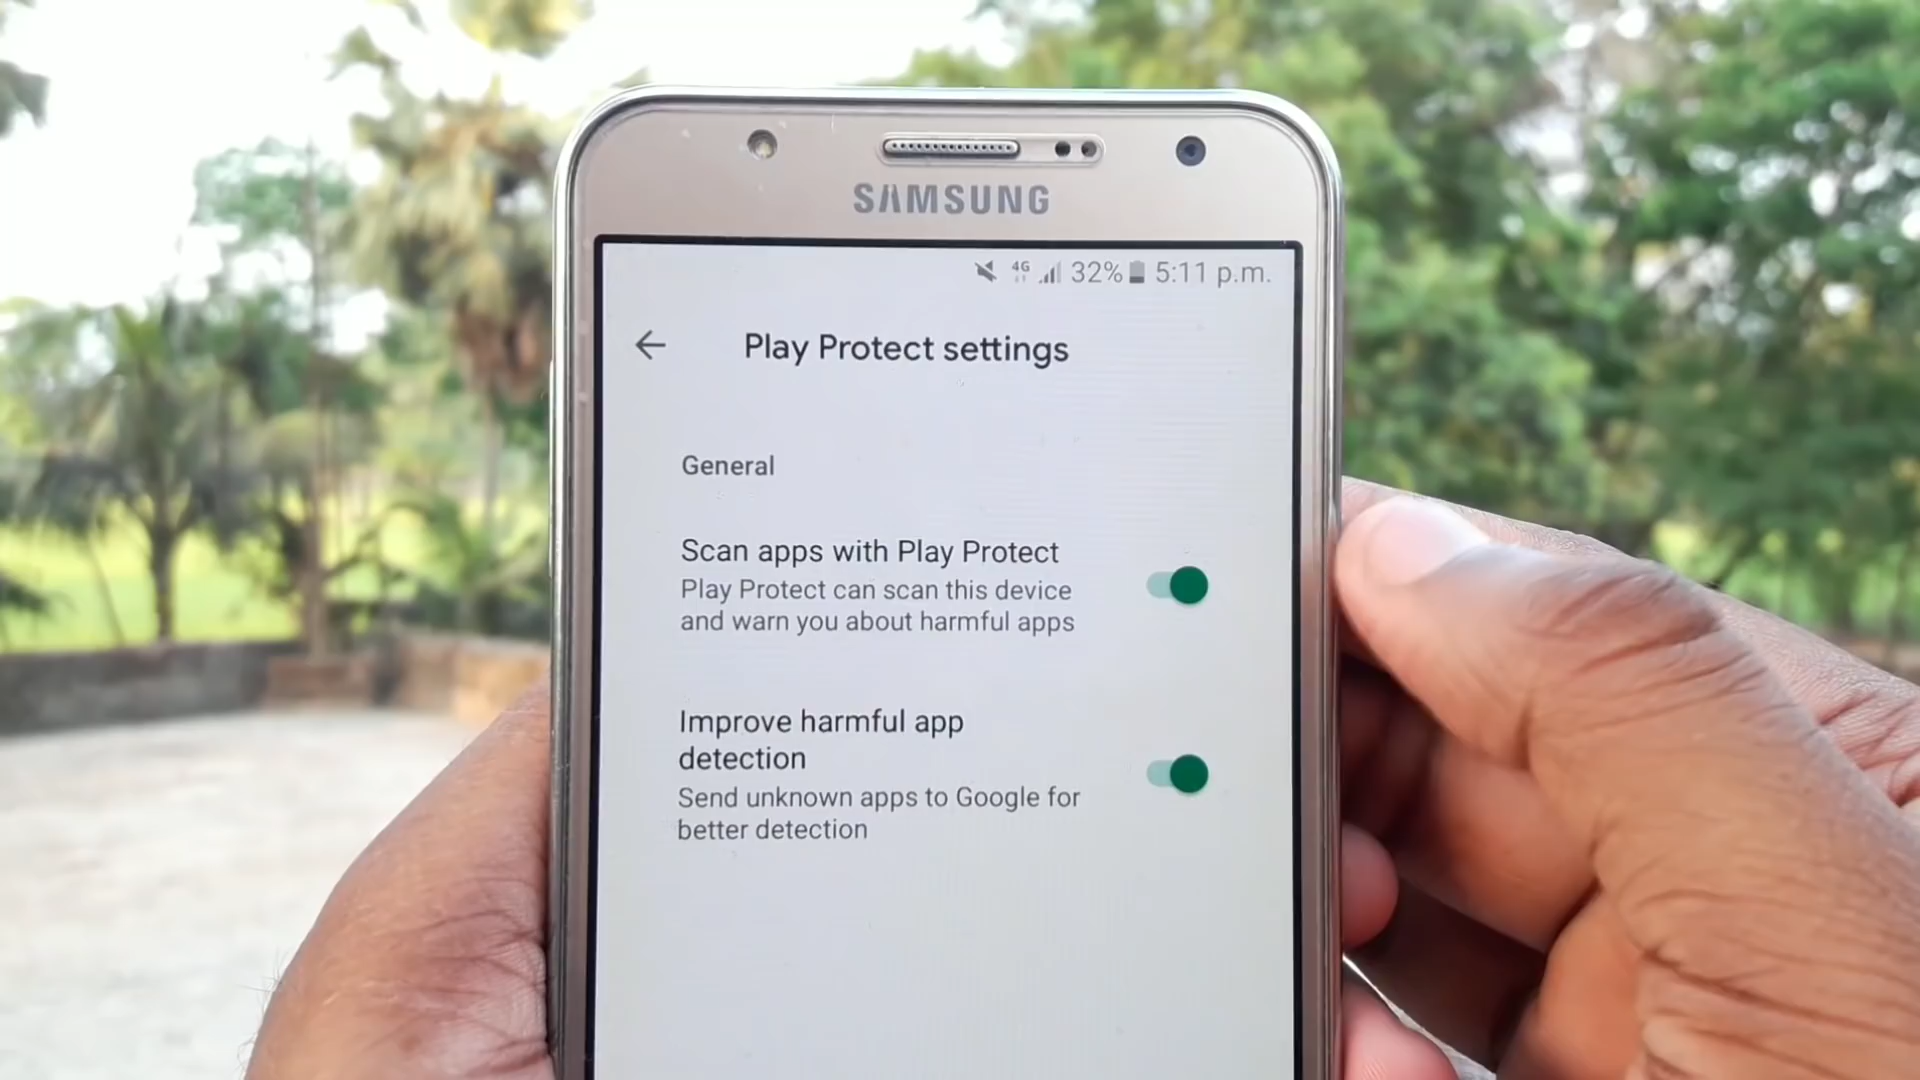 SAMSUNG
4G 32% 5:11 p.m.
Play Protect settings
General
Scan apps with Play Protect
Play Protect can scan this device
and warn you about harmful apps
Improve harmful app
detection
Send unknown apps to Google for
better detection